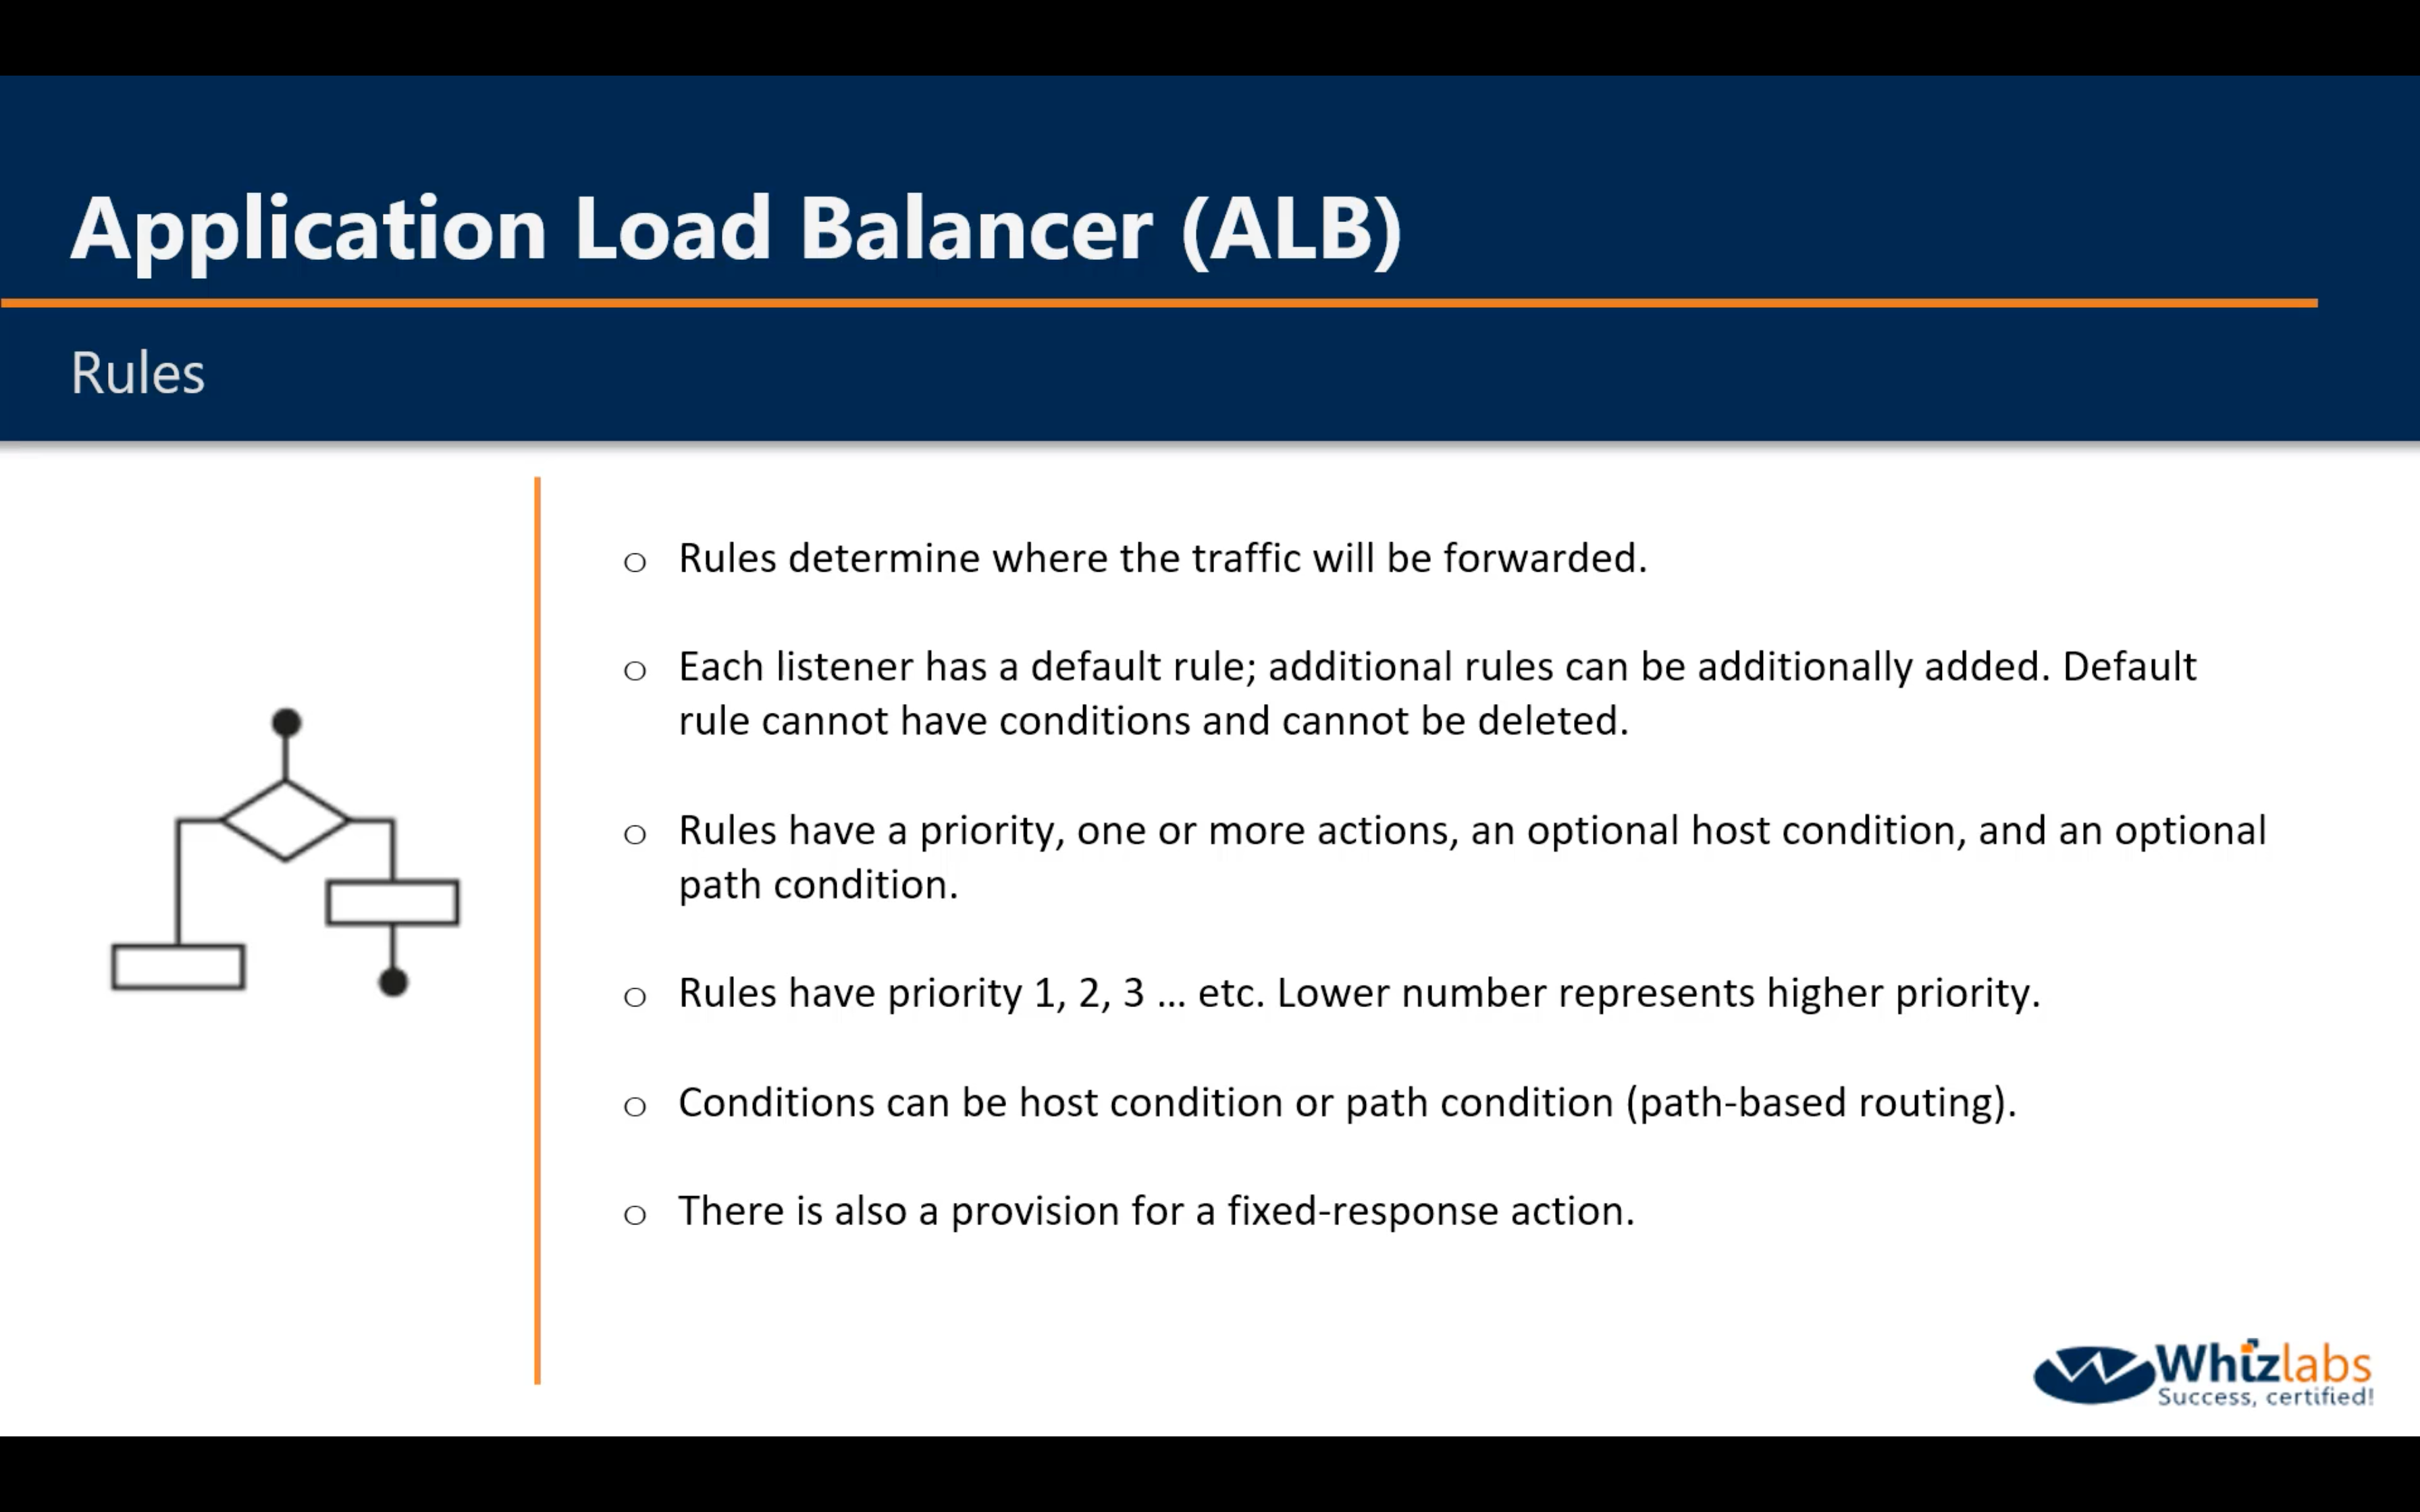 Application Load Balancer (ALB)
Rules
o Rules determine where the traffic will be forwarded.
o Each listener has a default rule; additional rules can be additionally added. Default
rule cannot have conditions and cannot be deleted.
o Rules have a priority, one or more actions, an optional host condition, and an optional
path condition.
o Rules have priority 1, 2, 3 ... etc. Lower number represents higher priority.
o Conditions can be host condition or path condition (path-based routing).
o There is also a provision for a fixed-response action.
Whizlabs
Success, certified!